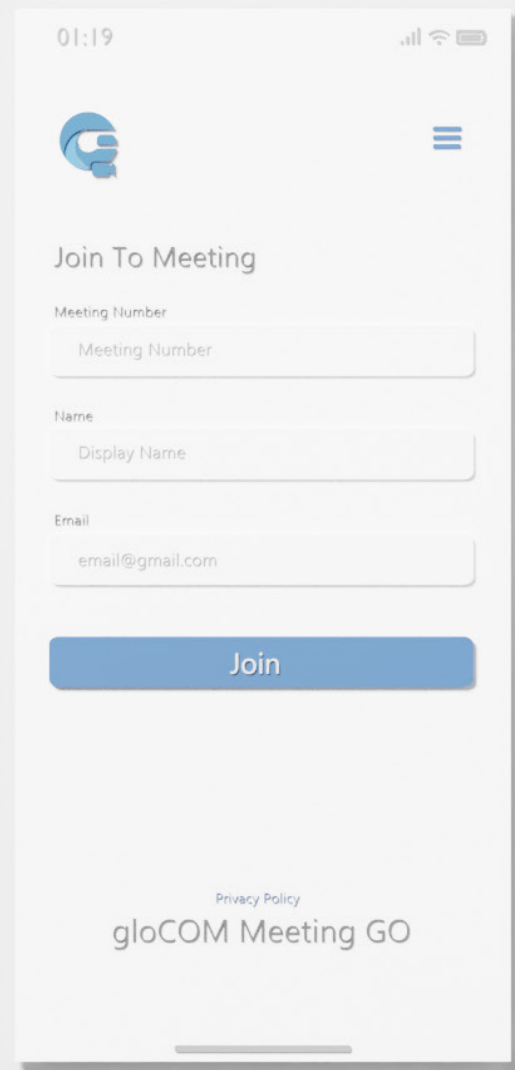 01:19
Join To Meeting
Meeting Number
Meeting Number
Name
Display Name
Email
email@gmail.com
Join
Privacy Policy
gloCOM Meeting GO